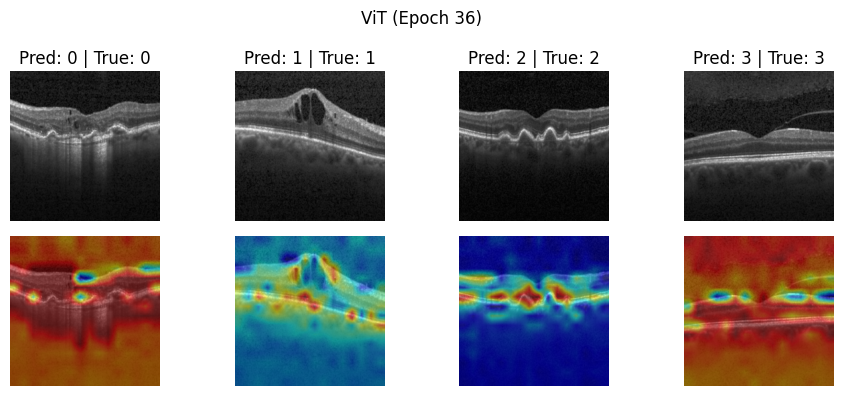 ViT (Epoch 36)
Pred: 0 | True: 0
Pred: 1 | True: 1
Pred: 2 | True: 2
Pred: 3 | True: 3